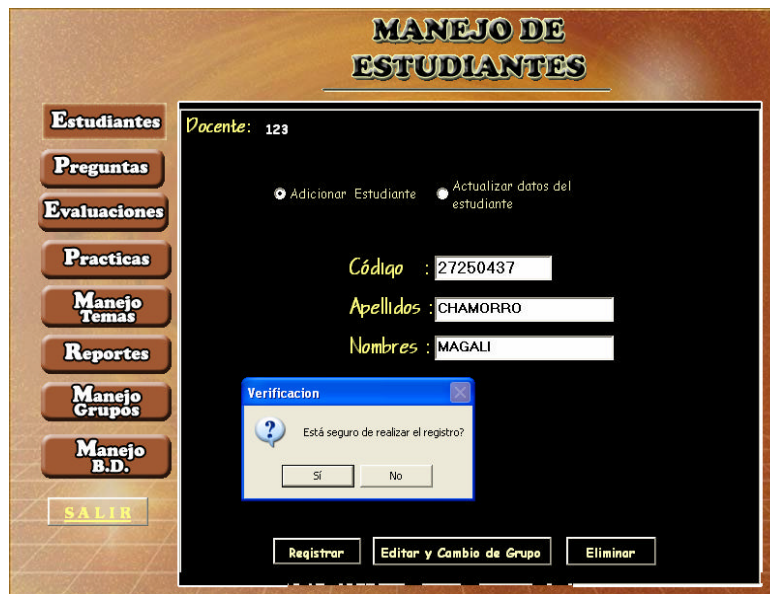 MANEJO DE
ESTUDIANTES
Estudiantes
Preguntas
Evaluaciones
Practicas
Manejo
Temas
Reportes
Manejo
Grupos
Manejo
B.D.
SALIR
Docente: 123
Adicionar Estudiante
Actualizar datos del
estudiante
Código : 27250437
Apellidos : CHAMORRO
Nombres : MAGALI
Verificacion
Está seguro de realizar el registro?
Sí No
Registrar Editar y Cambio de Grupo Eliminar